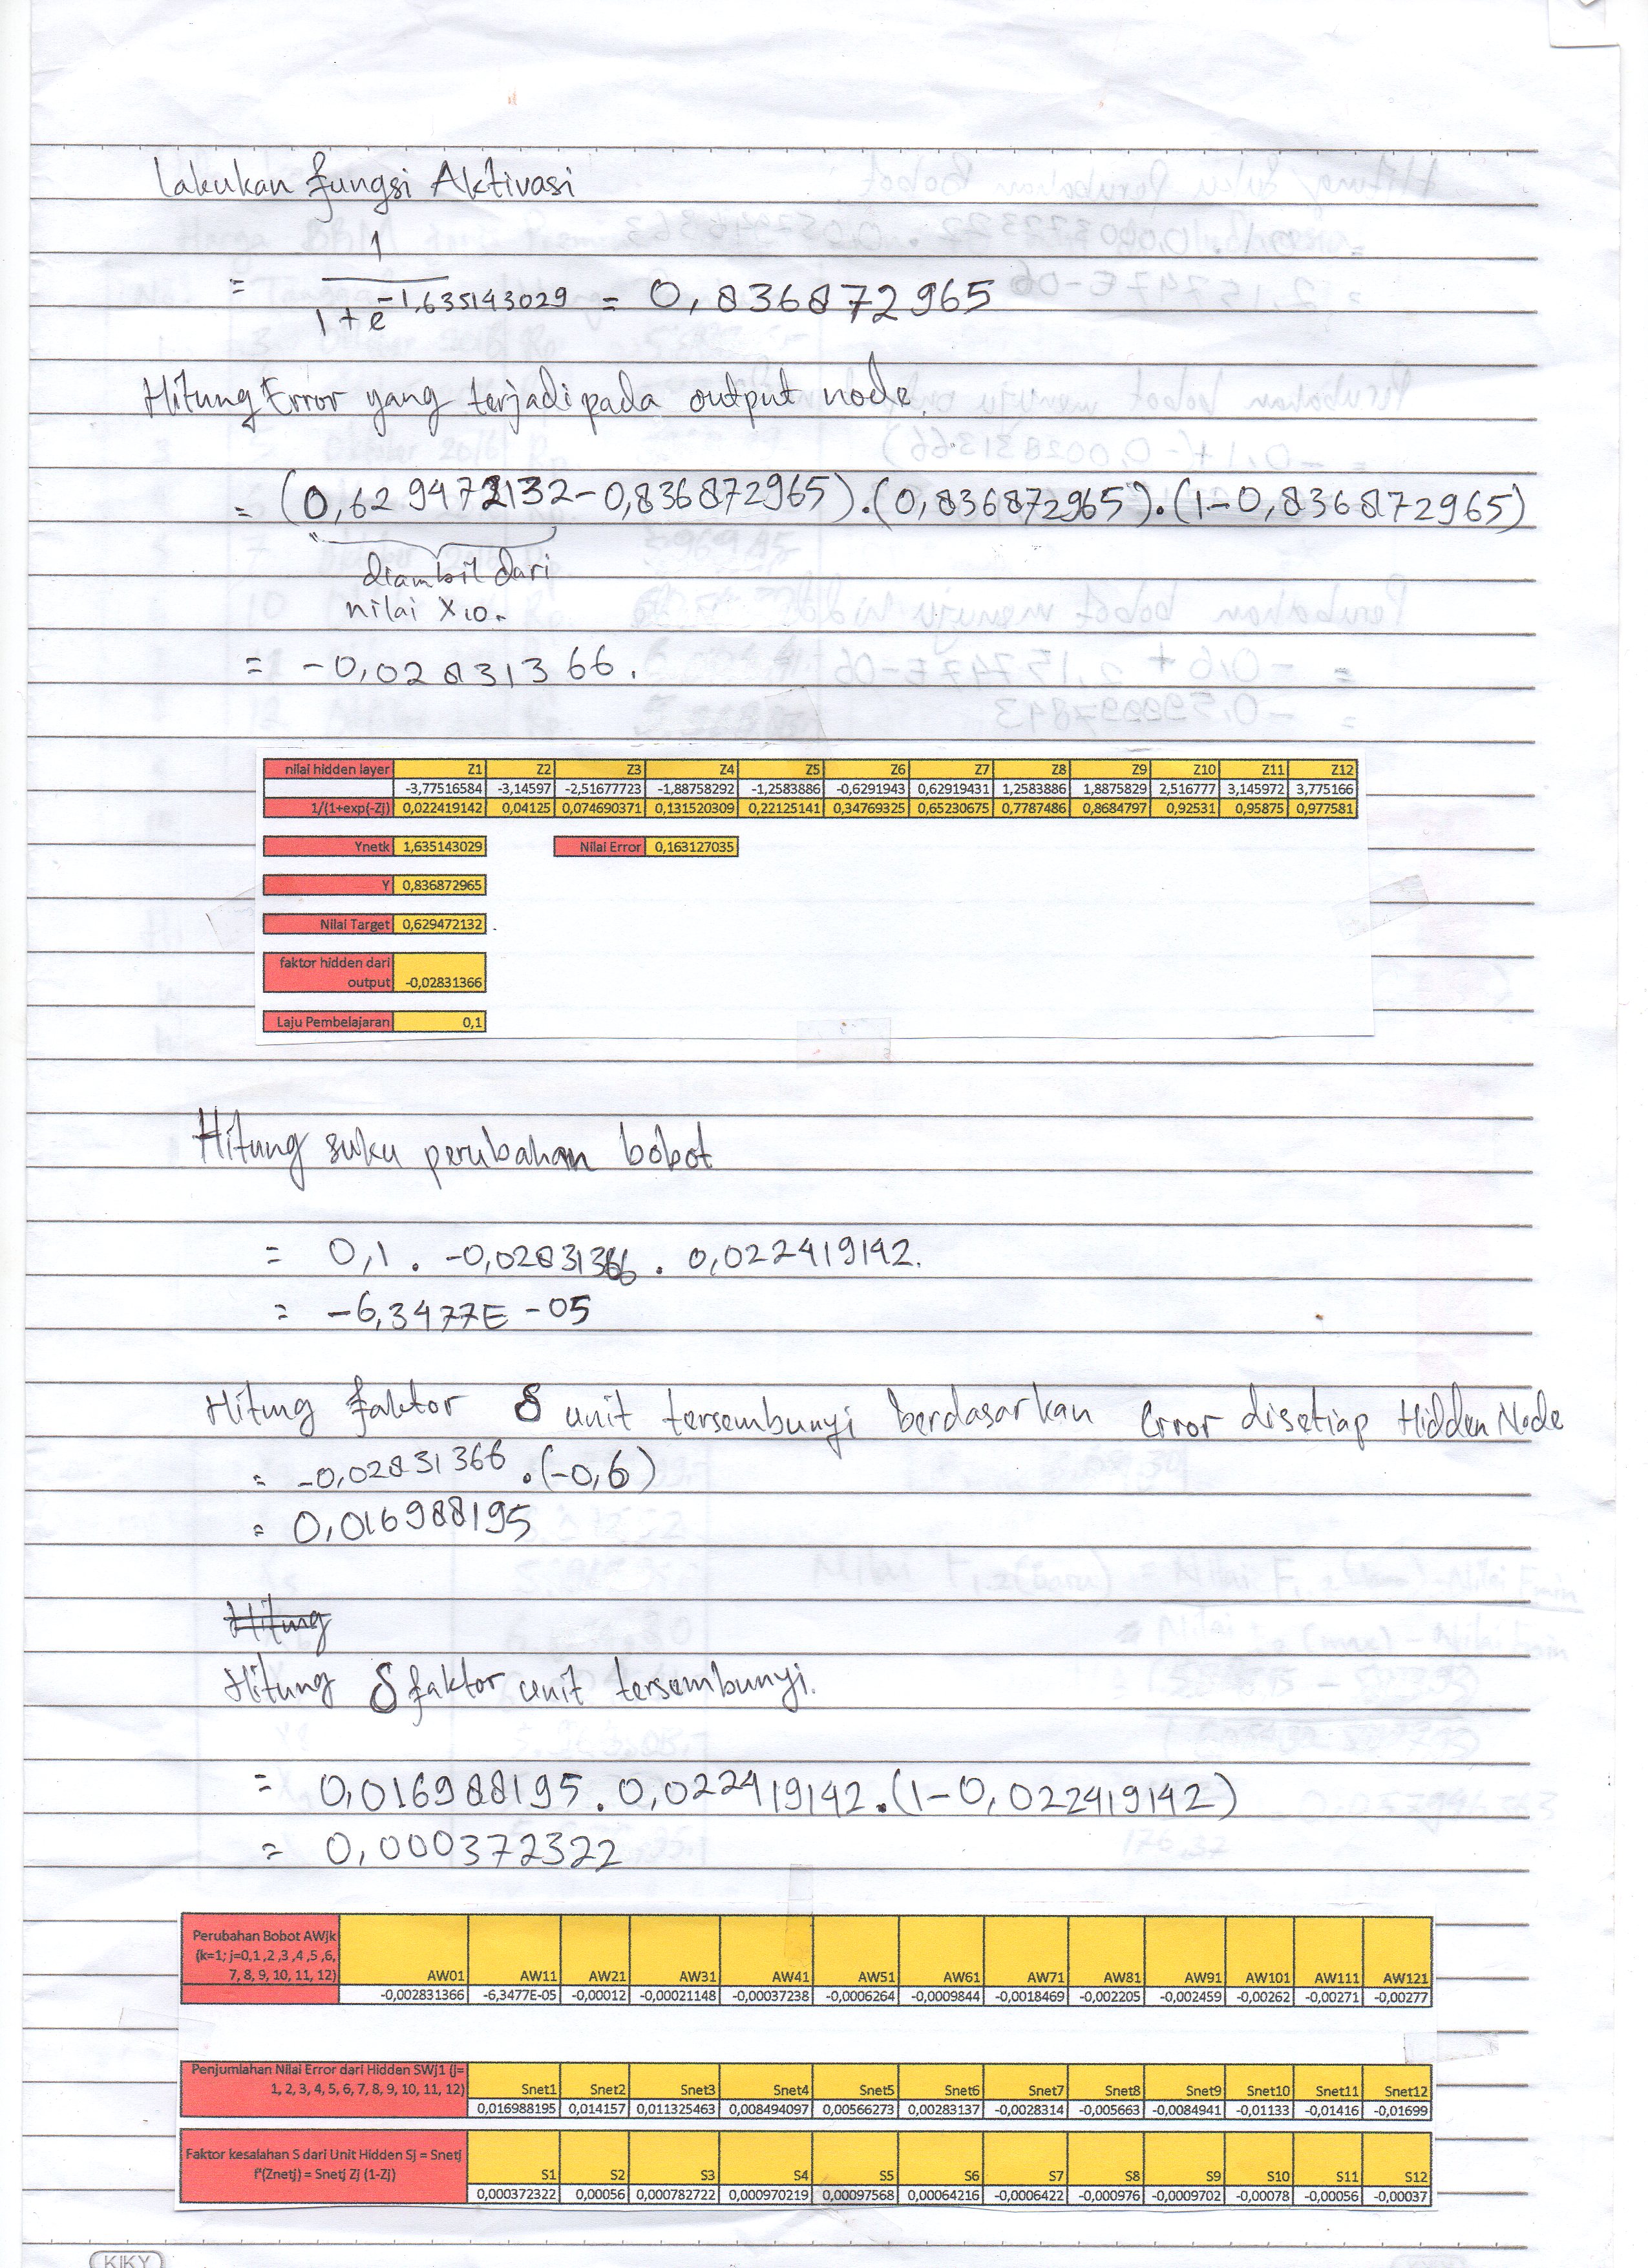 Lakukan fungsi Aktivasi
= 1 / 1 + e^-1,635143029 = 0,836872965
Hitung Error yang terjadi pada output node.
= (0,629472132-0,836872965).(0,836872965).(1-0,836872965)
diambil dari
nilai X10.
= -0,02831366.
nilai hidden layer Z1 Z2 Z3 Z4 Z5 Z6 Z7 Z8 Z9 Z10 Z11 Z12
-3,77516584 -3,14597 -2,51677723 -1,88758292 -1,2583886 -0,6291943 0,62919431 1,2583886 1,8875829 2,516777 3,145972 3,775166
1/(1+exp(-Zj) 0,022419142 0,04125 0,074690371 0,131520309 0,22125141 0,34769325 0,65230675 0,7787486 0,8684797 0,92531 0,95875 0,977581
Ynetk 1,635143029 Nilai Error 0,163127035
Y 0,836872965
Nilai Target 0,629472132
faktor hidden dari
output -0,02831366
Laju Pembelajaran 0,1
Hitung suku perubahan bobot
= 0,1 . -0,02831366 . 0,022419142.
= -6,3477E -05
Hitung faktor δ unit tersembunyi berdasarkan Error disetiap Hidden Node
= -0,02831366 .(-0,6)
= 0,016988195
Hitung
Hitung δ faktor unit tersembunyi.
= 0,016988195 . 0,022419142.(1-0,022419142)
= 0,000372322
Perubahan Bobot AWjk
(k=1; j=0,1 ,2 ,3 ,4 ,5 ,6,
7, 8, 9, 10, 11, 12) AW01 AW11 AW21 AW31 AW41 AW51 AW61 AW71 AW81 AW91 AW101 AW111 AW121
-0,002831366 -6,3477E-05 -0,00012 -0,00021148 -0,00037238 -0,0006264 -0,0009844 -0,0018469 -0,002205 -0,002459 -0,00262 -0,00271 -0,00277
Penjumlahan Nilai Error dari Hidden SWj1 (j=
1, 2, 3, 4, 5, 6, 7, 8, 9, 10, 11, 12) Snet1 Snet2 Snet3 Snet4 Snet5 Snet6 Snet7 Snet8 Snet9 Snet10 Snet11 Snet12
0,016988195 0,014157 0,011325463 0,008494097 0,00566273 0,00283137 -0,0028314 -0,005663 -0,0084941 -0,01133 -0,01416 -0,01699
Faktor kesalahan S dari Unit Hidden Sj = Snetj
f'(Znetj) = Snetj Zj (1-Zj) S1 S2 S3 S4 S5 S6 S7 S8 S9 S10 S11 S12
0,000372322 0,00056 0,000782722 0,000970219 0,00097568 0,00064216 -0,0006422 -0,000976 -0,0009702 -0,00078 -0,00056 -0,00037
KIKY